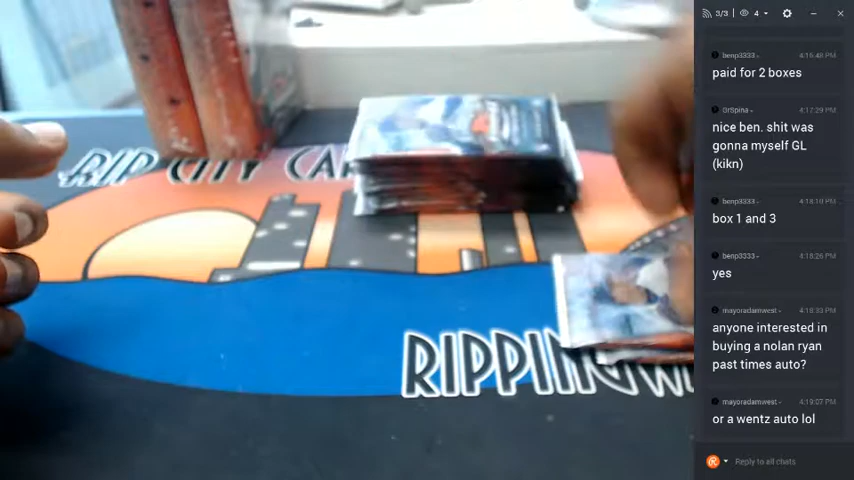 RIP CITY CA
RIPPIN
3/3
4
benp3333 -
4:15:48 PM
paid for 2 boxes
DrSpina -
4:17:29 PM
nice ben. shit was
gonna myself GL
(kikn)
benp3333 -
4:18:10 PM
box 1 and 3
benp3333 -
4:18:26 PM
yes
mayoradamwest -
4:18:33 PM
anyone interested in
buying a nolan ryan
past times auto?
mayoradamwest -
4:19:07 PM
or a wentz auto lol
Reply to all chats